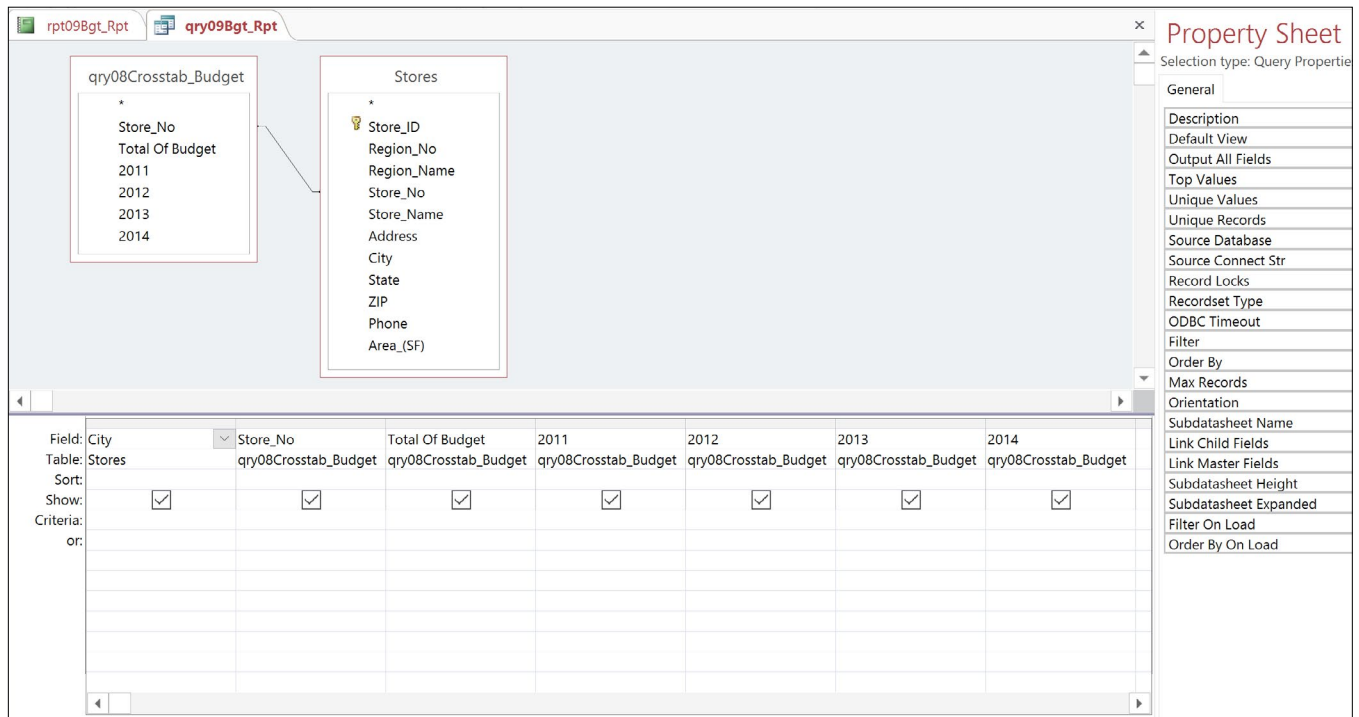 rpt09Bgt_Rpt
qry09Bgt_Rpt
qry08Crosstab_Budget
*
Store_No
Total Of Budget
2011
2012
2013
2014
Stores
*
Store_ID
Region_No
Region_Name
Store_No
Store_Name
Address
City
State
ZIP
Phone
Area_(SF)
Field: City Store_No Total Of Budget 2011 2012 2013 2014
Table: Stores qry08Crosstab_Budget qry08Crosstab_Budget qry08Crosstab_Budget qry08Crosstab_Budget qry08Crosstab_Budget qry08Crosstab_Budget
Sort:
Show:
Criteria:
or:
Property Sheet
Selection type: Query Propertie
General
Description
Default View
Output All Fields
Top Values
Unique Values
Unique Records
Source Database
Source Connect Str
Record Locks
Recordset Type
ODBC Timeout
Filter
Order By
Max Records
Orientation
Subdatasheet Name
Link Child Fields
Link Master Fields
Subdatasheet Height
Subdatasheet Expanded
Filter On Load
Order By On Load